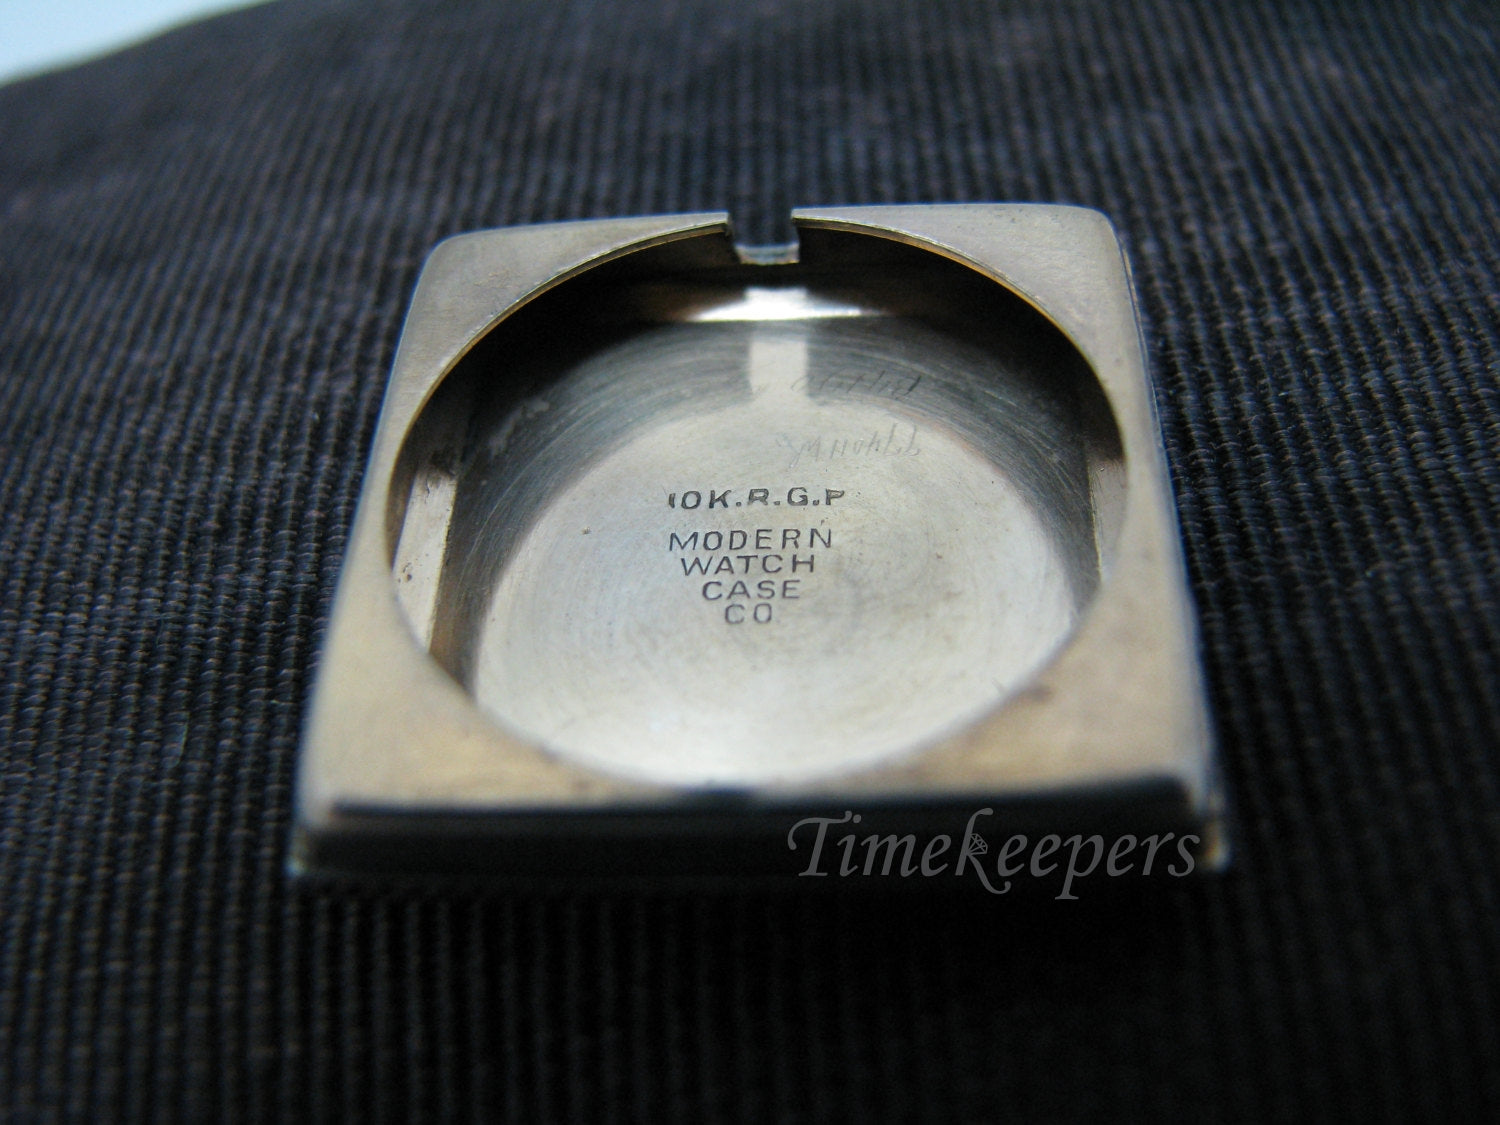 10K.R.G.P
MODERN
WATCH
CASE
CO
Timekeepers